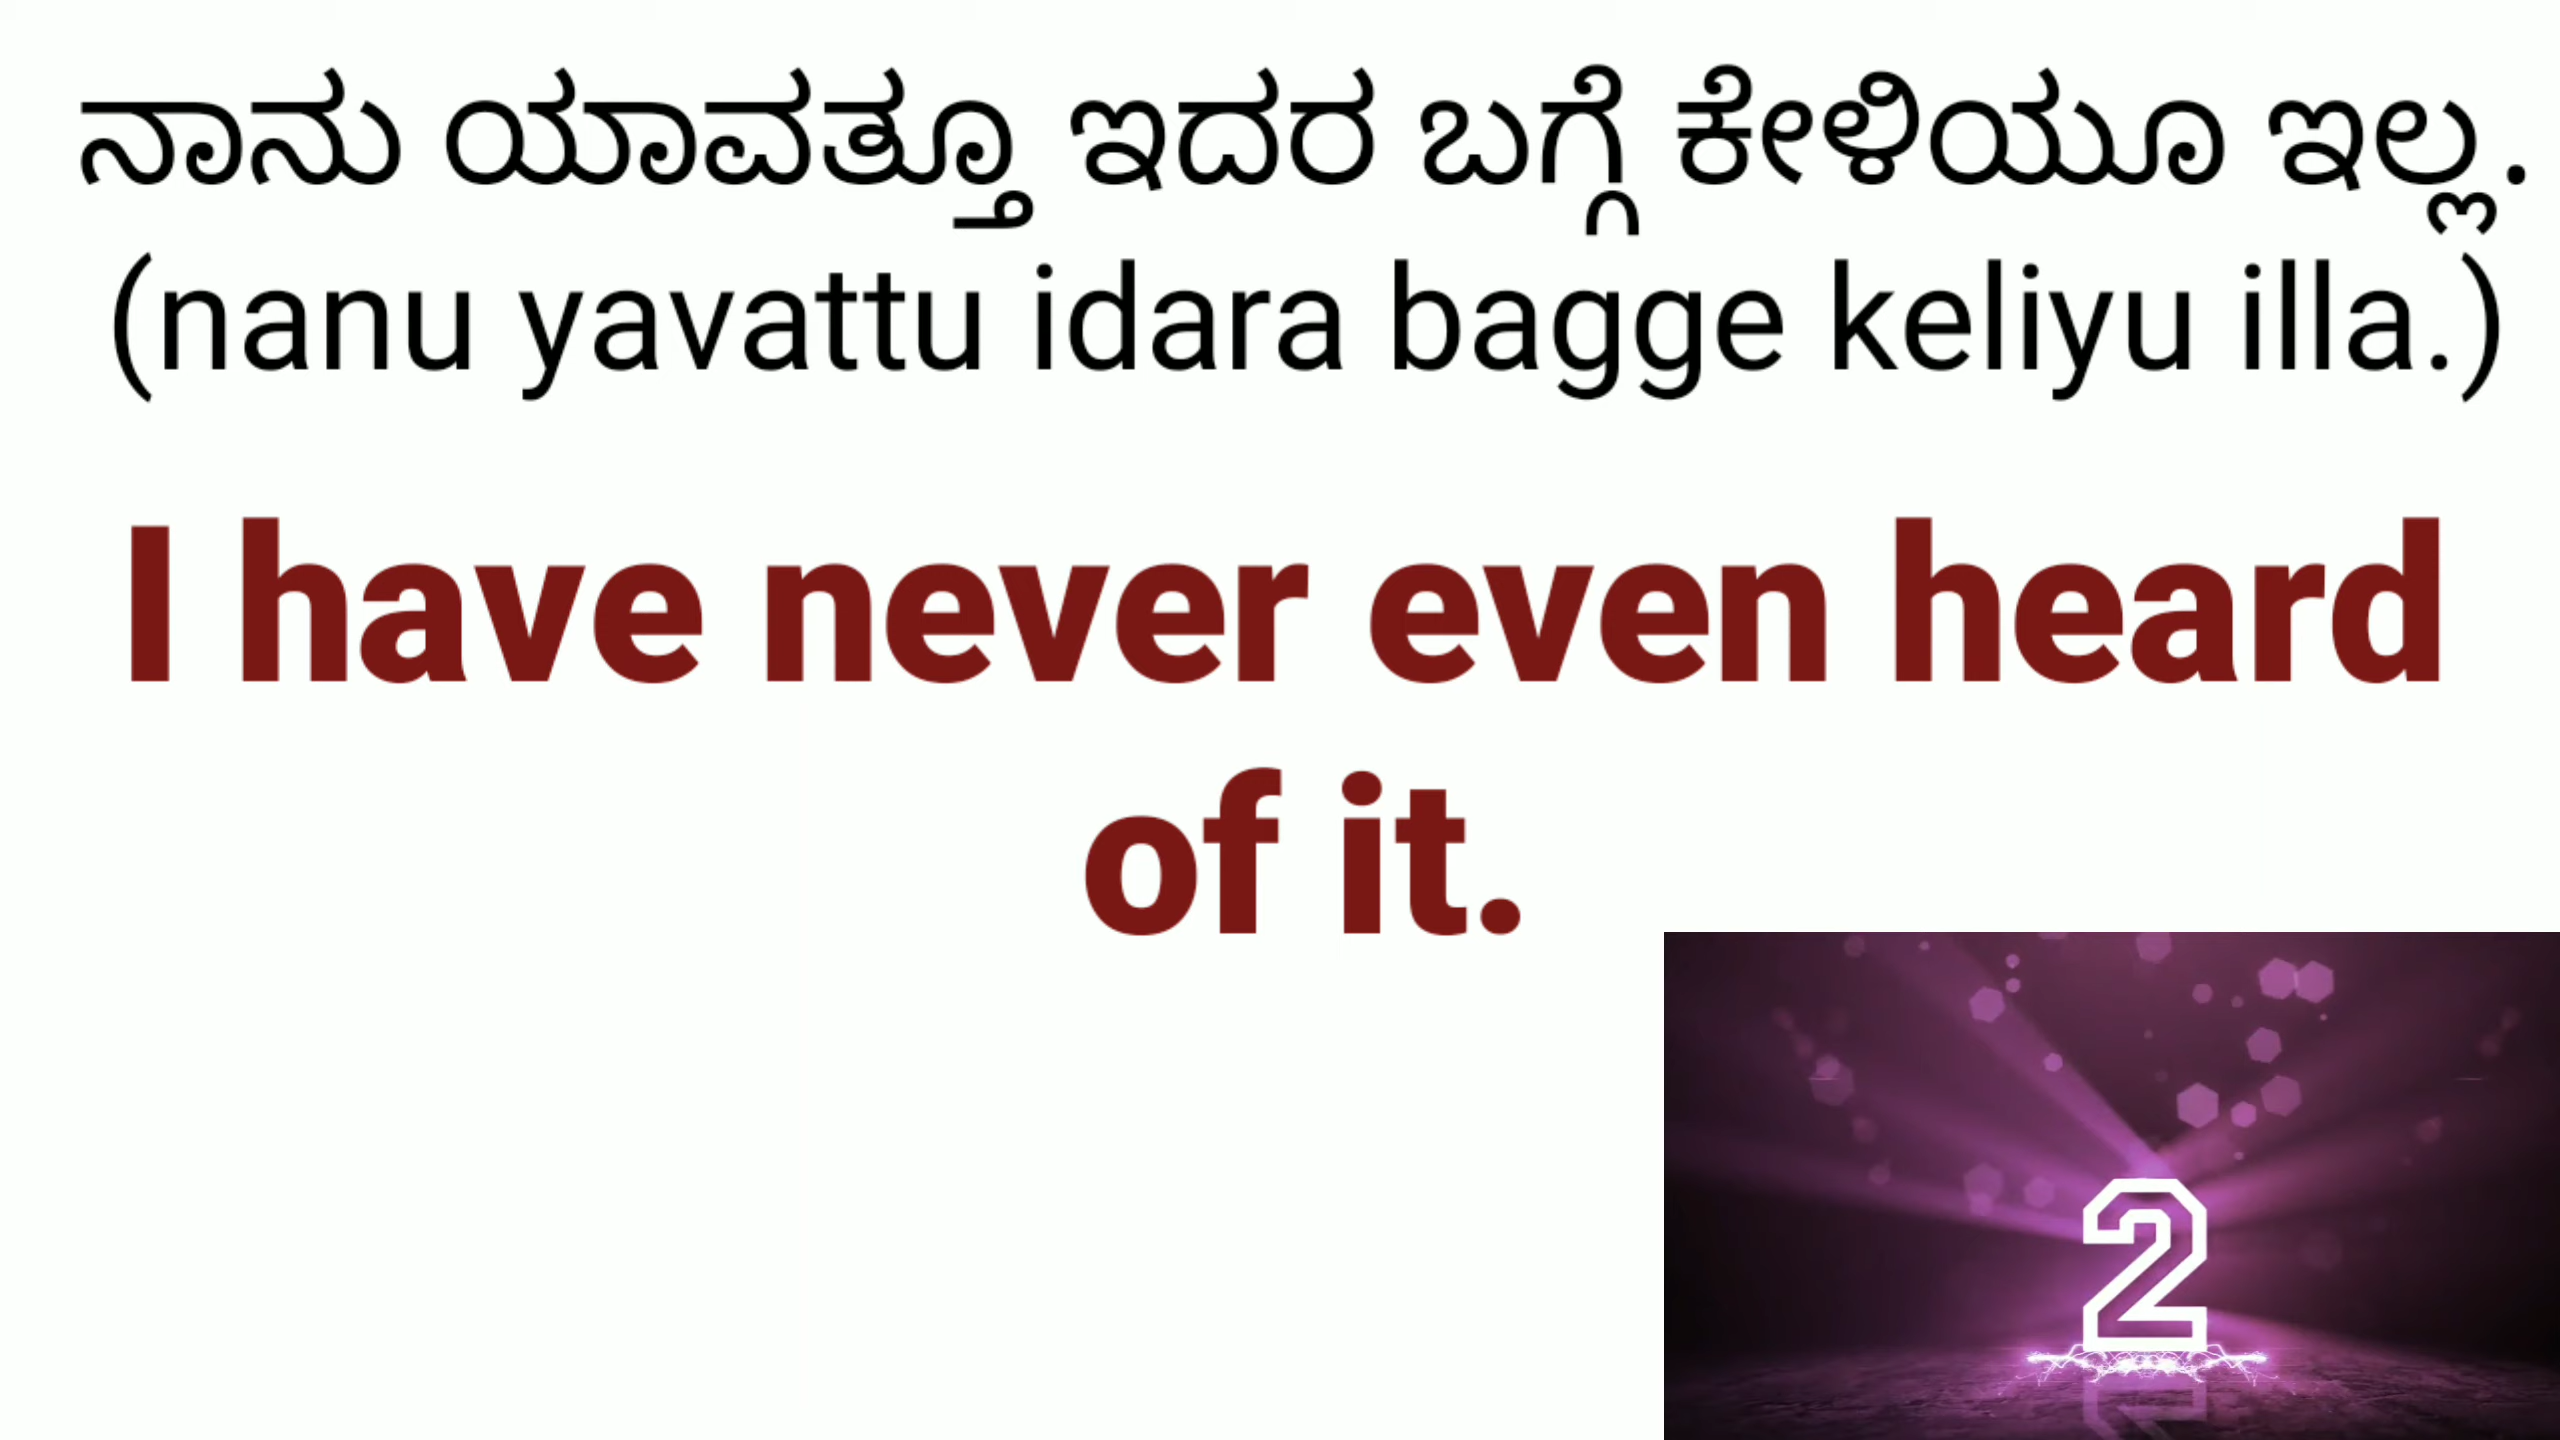 ನಾನು ಯಾವತ್ತೂ ಇದರ ಬಗ್ಗೆ ಕೇಳಿಯೂ ಇಲ್ಲ.
(nanu yavattu idara bagge keliyu illa.)
I have never even heard
of it.
2